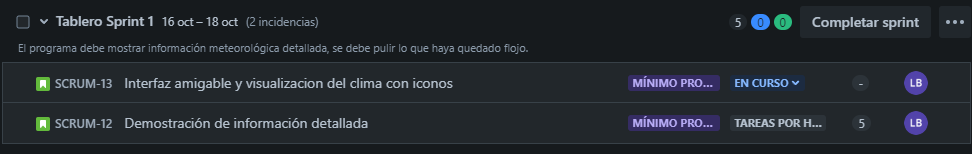 Tablero Sprint 1 16 oct – 18 oct (2 incidencias) 5 0 0 Completar sprint
El programa debe mostrar información meteorológica detallada, se debe pulir lo que haya quedado flojo.
SCRUM-13 Interfaz amigable y visualizacion del clima con iconos MÍNIMO PRO... EN CURSO - LB
SCRUM-12 Demostración de información detallada MÍNIMO PRO... TAREAS POR H... 5 LB